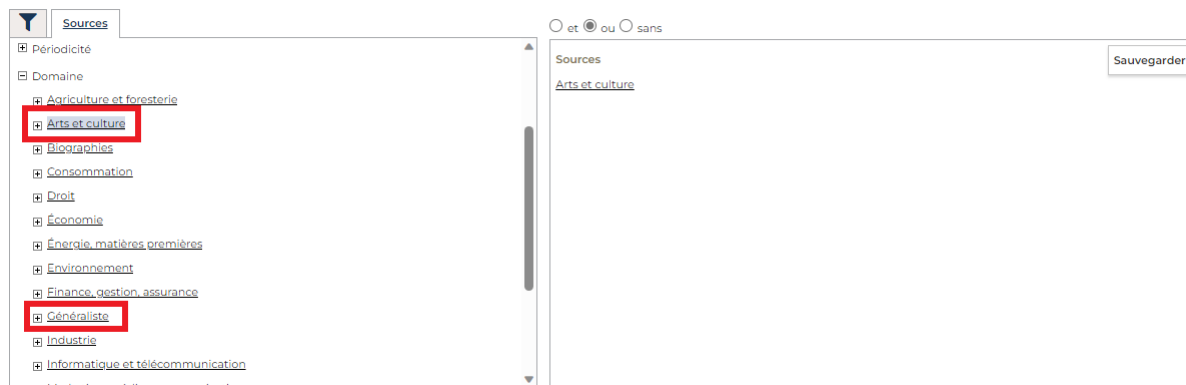 Sources
Périodicité
Domaine
Agriculture et foresterie
Arts et culture
Biographies
Consommation
Droit
Économie
Énergie, matières premières
Environnement
Finance, gestion, assurance
Généraliste
Industrie
Informatique et télécommunication
et ou sans
Sources
Sauvegarder
Arts et culture